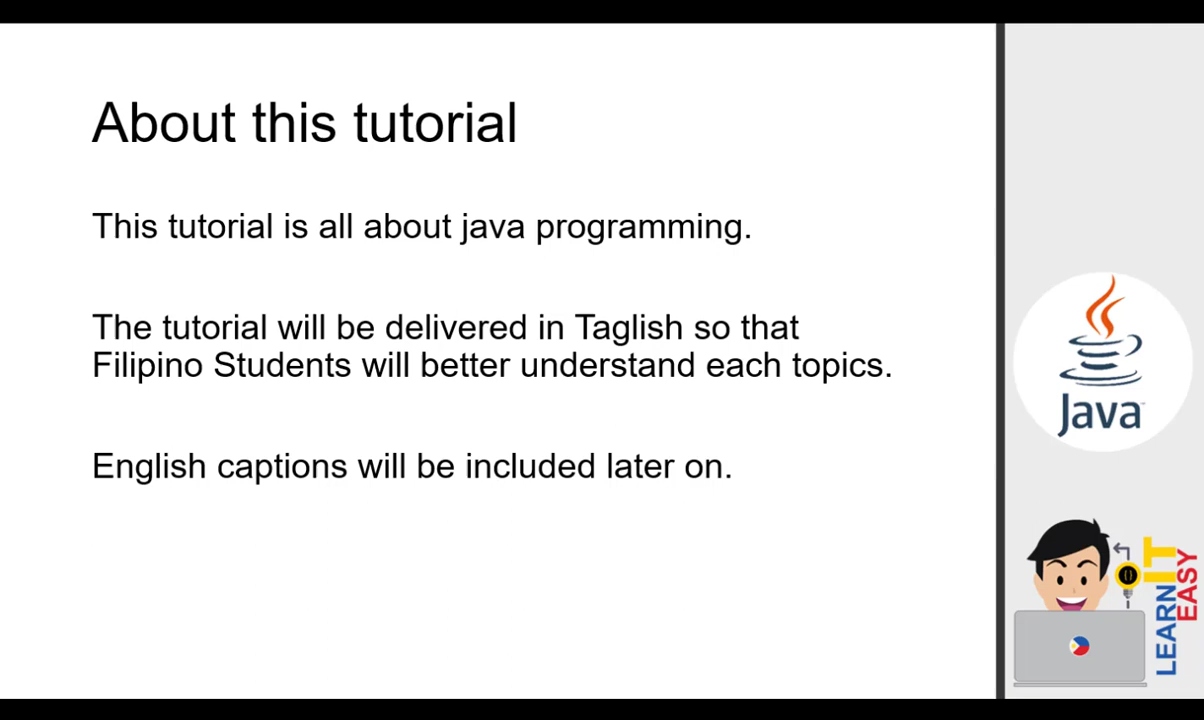 About this tutorial
This tutorial is all about java programming.
The tutorial will be delivered in Taglish so that
Filipino Students will better understand each topics.
English captions will be included later on.
Java
LEARN IT
EASY